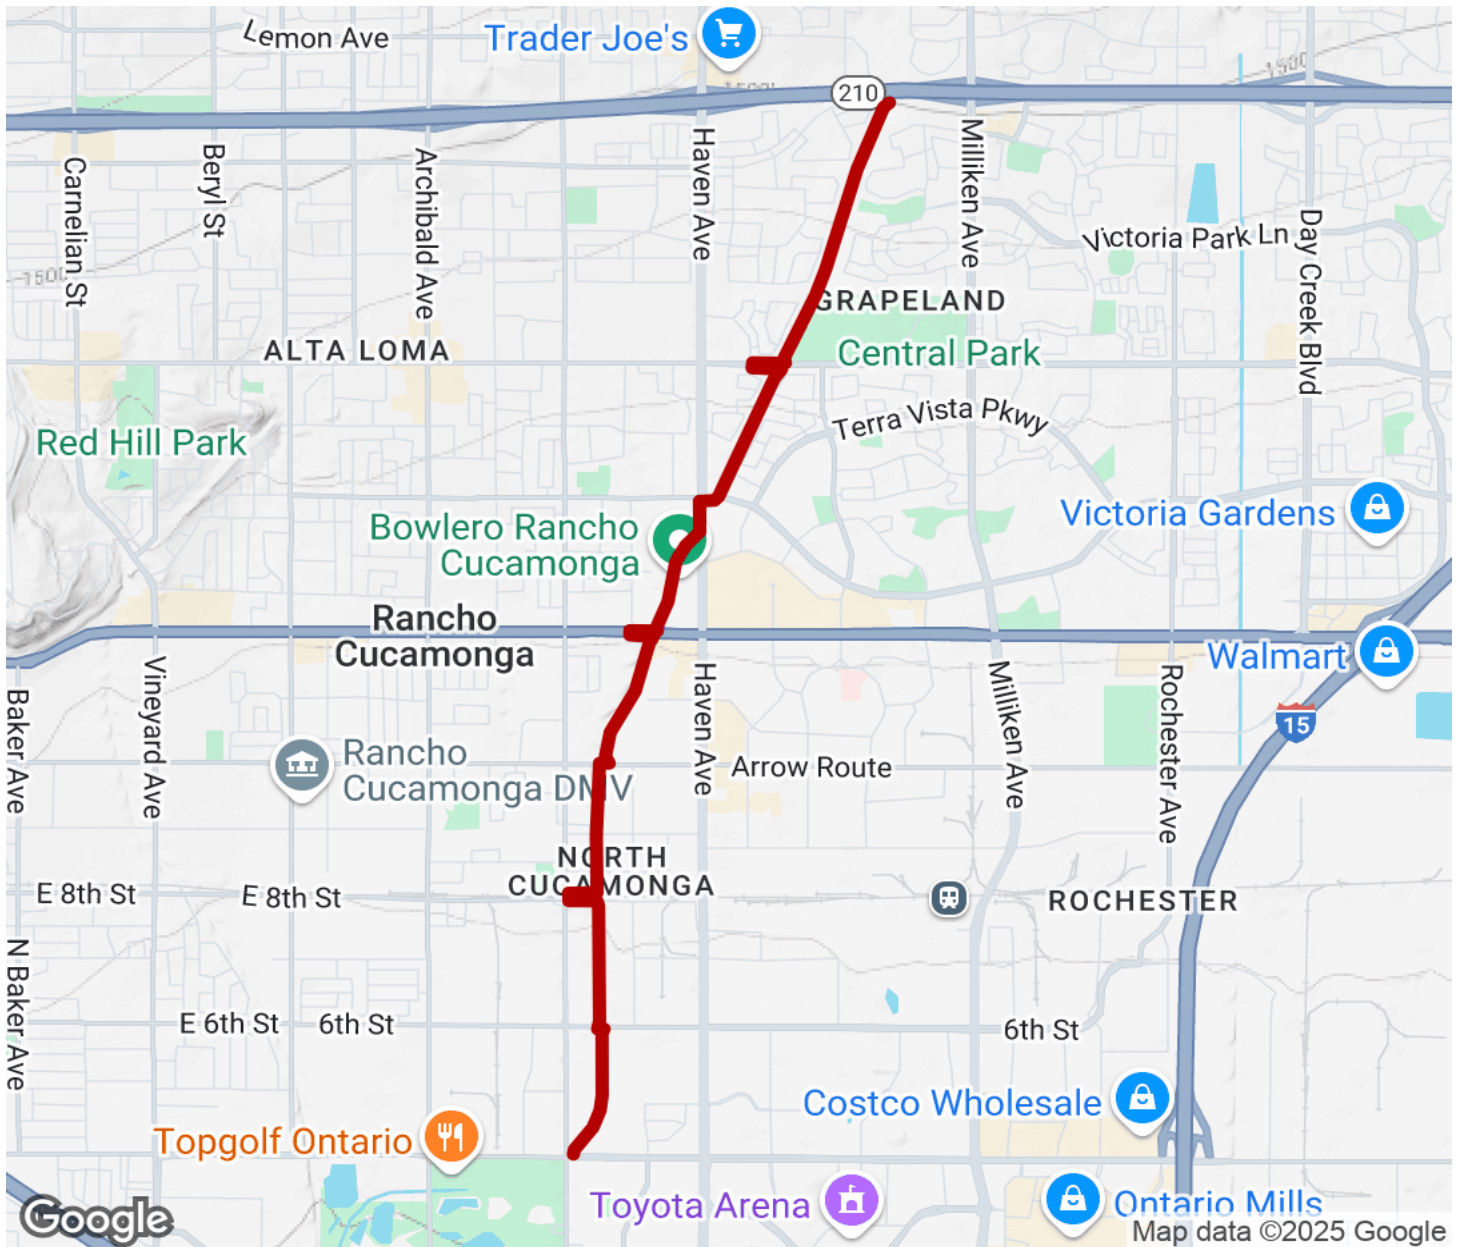 Lemon Ave
Trader Joe's
1500'
210
Carnelian St
Beryl St
Archibald Ave
Haven Ave
Milliken Ave
Victoria Park Ln
Day Creek Blvd
1500
GRAPELAND
Central Park
ALTA LOMA
Terra Vista Pkwy
Red Hill Park
Bowlero Rancho
Cucamonga
Victoria Gardens
Rancho
Cucamonga
Walmart
Baker Ave
Vineyard Ave
Haven Ave
Milliken Ave
Rochester Ave
15
Rancho
Cucamonga DMV
Arrow Route
NORTH
CUCAMONGA
E 8th St
E 8th St
ROCHESTER
N Baker Ave
E 6th St
6th St
6th St
Costco Wholesale
Topgolf Ontario
Toyota Arena
Ontario Mills
Google
Map data ©2025 Google